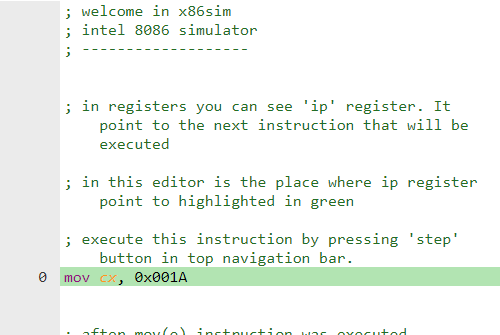 ; welcome in x86sim
; intel 8086 simulator
; ------------------
; in registers you can see 'ip' register. It
point to the next instruction that will be
executed
; in this editor is the place where ip register
point to highlighted in green
; execute this instruction by pressing 'step'
button in top navigation bar.
0 mov cx, 0x001A
; after mov(e) instruction was executed